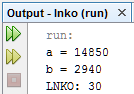 Output - lnko (run)
run:
a = 14850
b = 2940
LNKO: 30